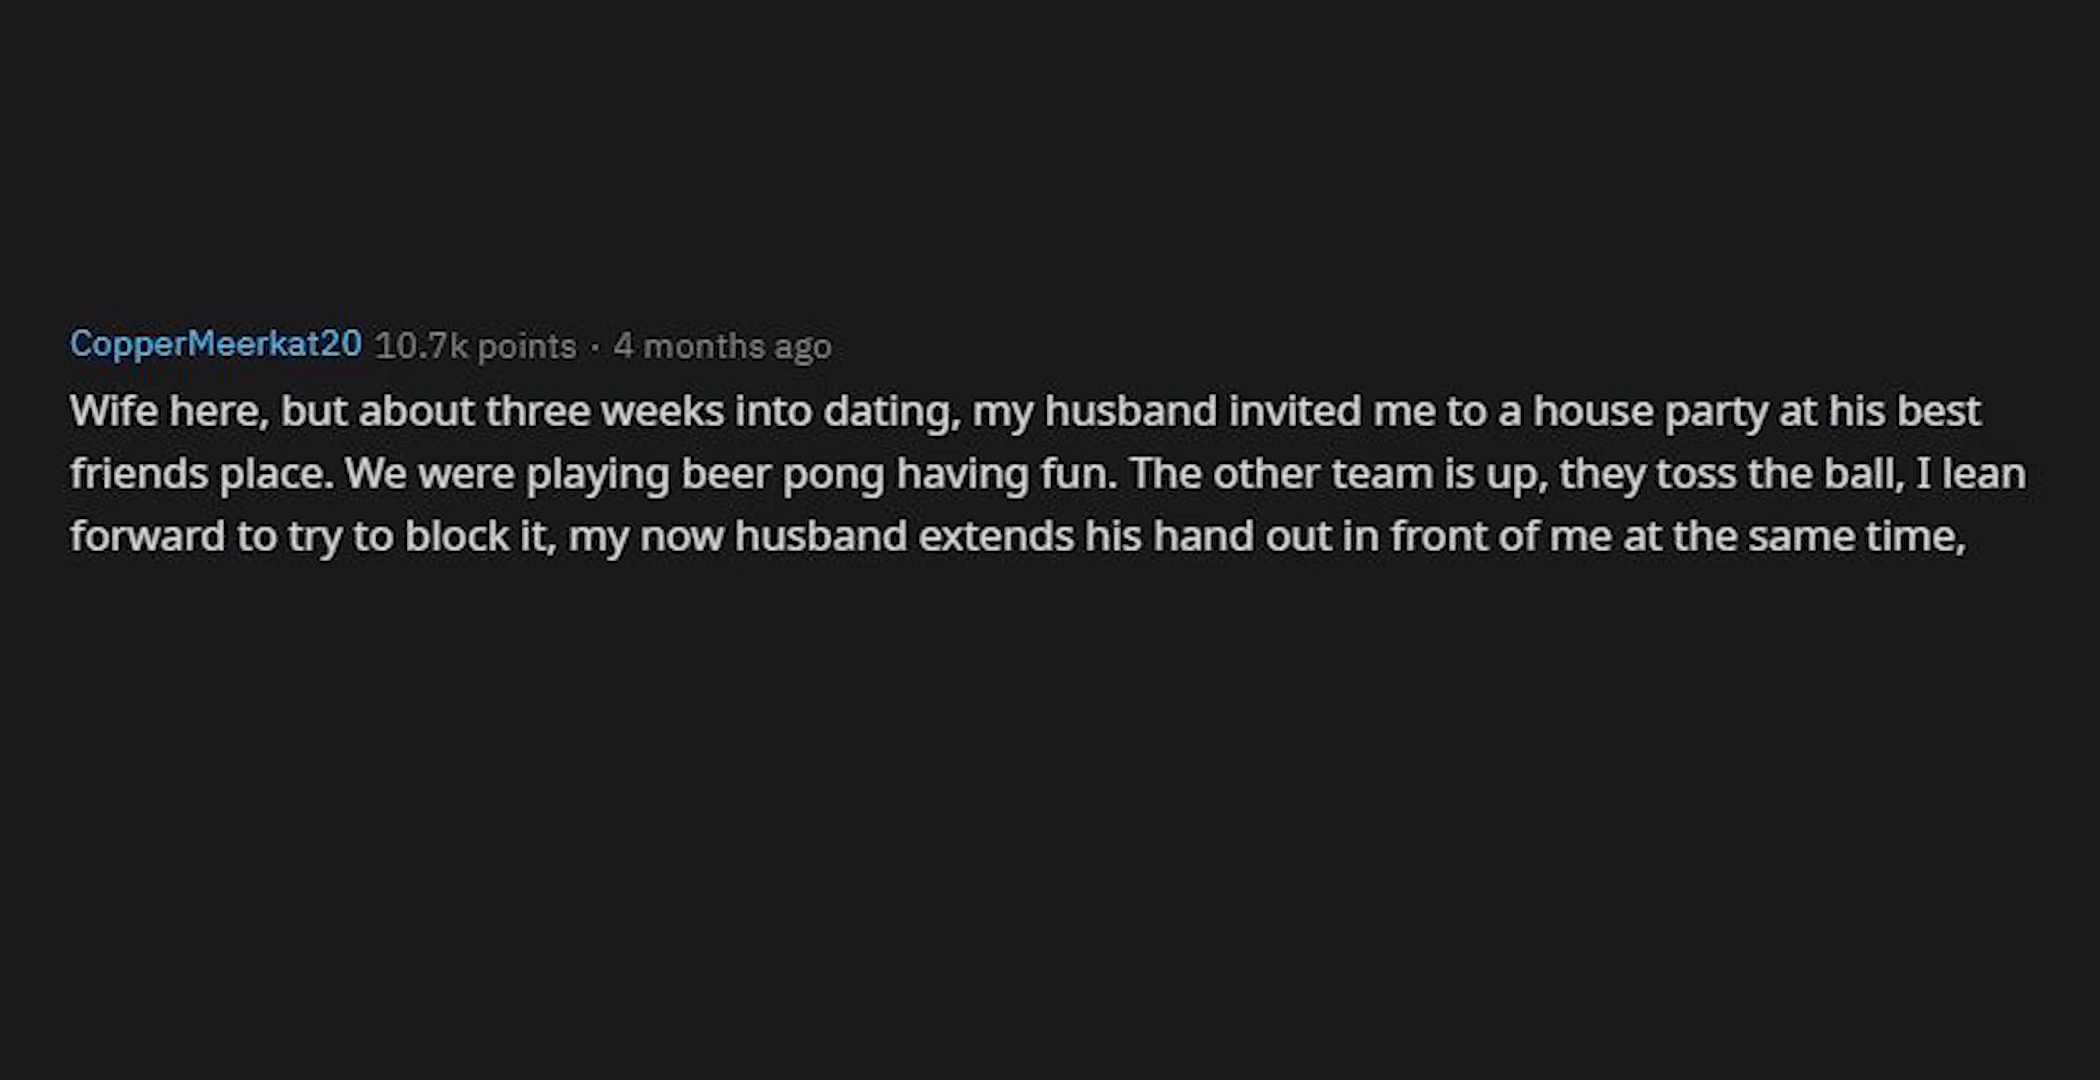 CopperMeerkat20 10.7k points · 4 months ago
Wife here, but about three weeks into dating, my husband invited me to a house party at his best
friends place. We were playing beer pong having fun. The other team is up, they toss the ball, I lean
forward to try to block it, my now husband extends his hand out in front of me at the same time,